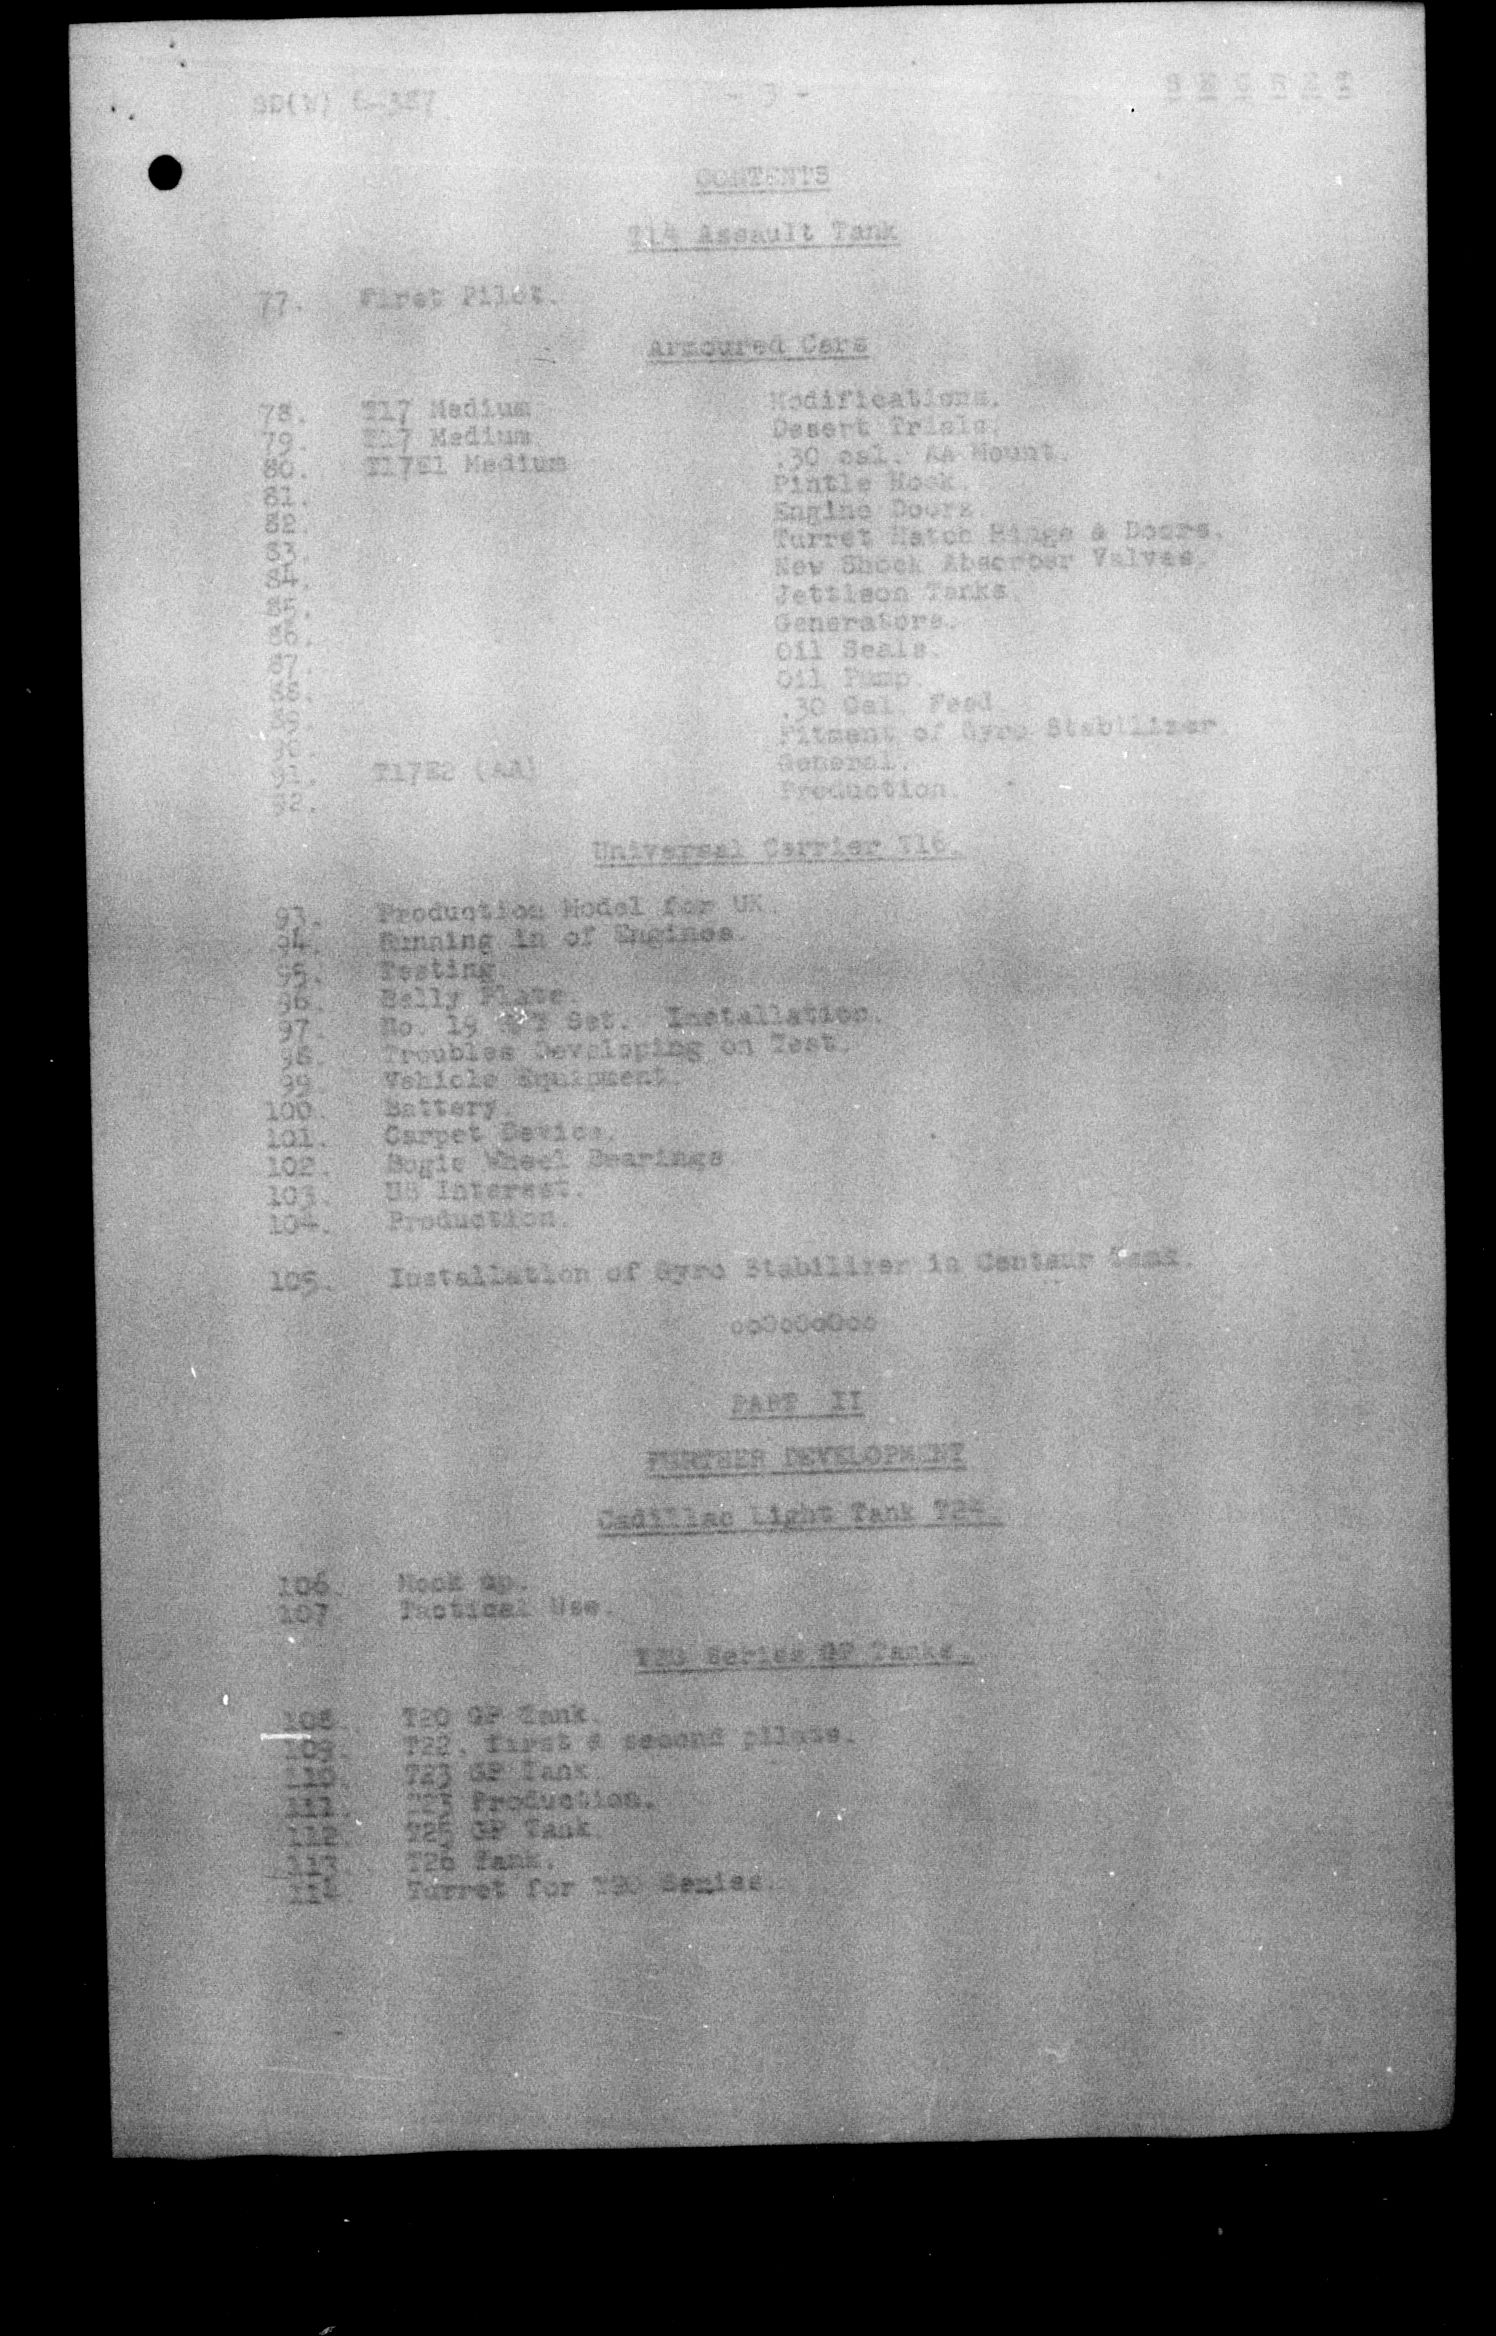 - 3 -
S E C R E T
CONTENTS
T14 Assault Tank
77. First Pilot.
Armoured Cars
78. T17 Medium Modifications.
79. T17 Medium Desert Trials.
80. T17E1 Medium .30 cal. AA Mount.
81. Pintle Hook.
82. Engine Doors.
83. Turret Hatch Hinge & Doors.
84. New Shock Absorber Valves.
85. Jettison Tanks.
86. Generators.
87. Oil Seals.
88. Oil Pump.
89. .30 Cal. Feed.
90. Fitment of Gyro Stabilizer.
91. T17E2 (AA) General.
92. Production.
Universal Carrier T16.
93. Production Model for UK.
94. Running in of Engines.
95. Testing.
96. Belly Plate.
97. No. 19 Set. Installation.
98. Troubles Developing on Test.
99. Vehicle Equipment.
100. Battery.
101. Carpet Device.
102. Bogie Wheel Bearings.
103. US Interest.
104. Production.
105. Installation of Gyro Stabilizer in Centaur Tank.
ooOoOoOoo
PART II
FURTHER DEVELOPMENT
Cadillac Light Tank T24.
106. Mock up.
107. Tactical Use.
T20 Series GP Tanks.
108. T20 GP Tank.
109. T22. first & second pilots.
110. T23 GP Tank.
111. T23 Production.
112. T25 GP Tank.
113. T26 Tank.
114. Turret for T20 Series.